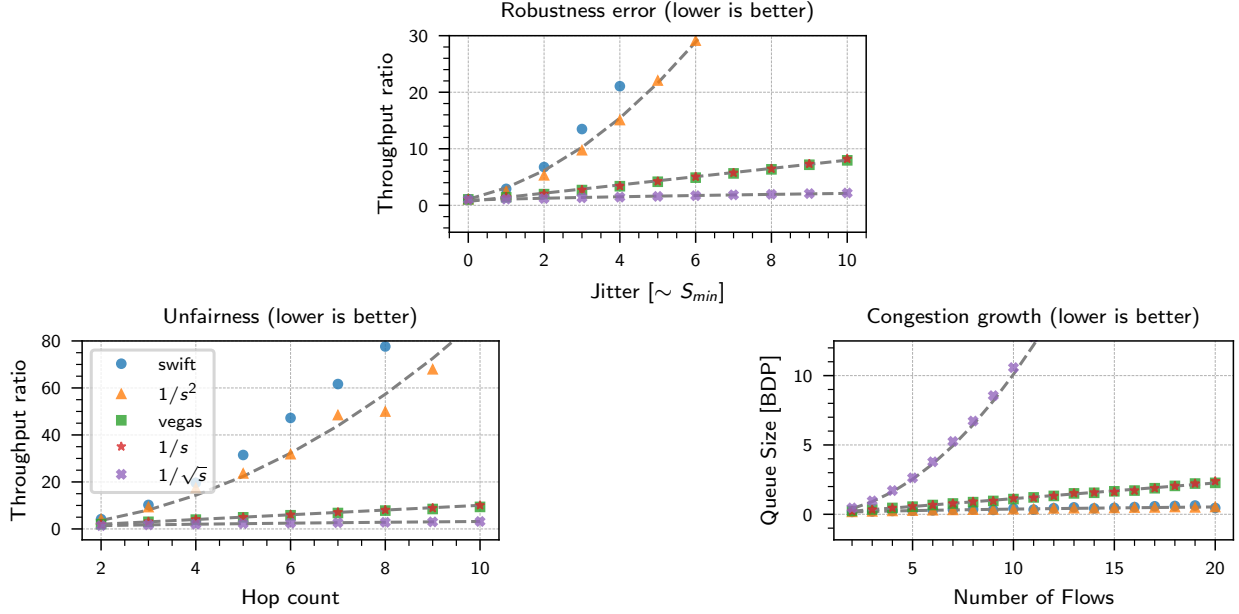 Robustness error (lower is better)
Throughput ratio
30
20
10
0
0 2 4 6 8 10
Jitter [∼ S_min]
Unfairness (lower is better)
Throughput ratio
80
60
40
20
0
swift
1/s²
vegas
1/s
1/√s
2 4 6 8 10
Hop count
Congestion growth (lower is better)
Queue Size [BDP]
10
5
0
5 10 15 20
Number of Flows